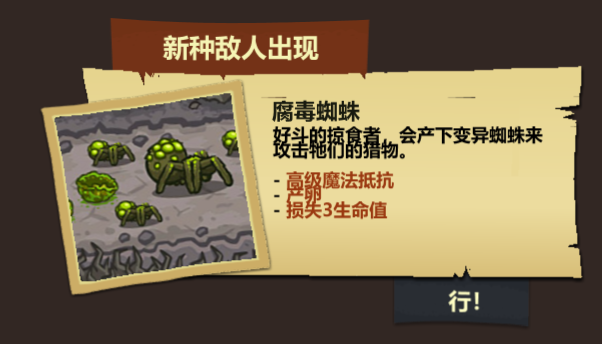 新种敌人出现
腐毒蜘蛛
好斗的掠食者，会产下变异蜘蛛来
攻击牠们的猎物。
- 高级魔法抵抗
- 产卵
- 损失3生命值
行!